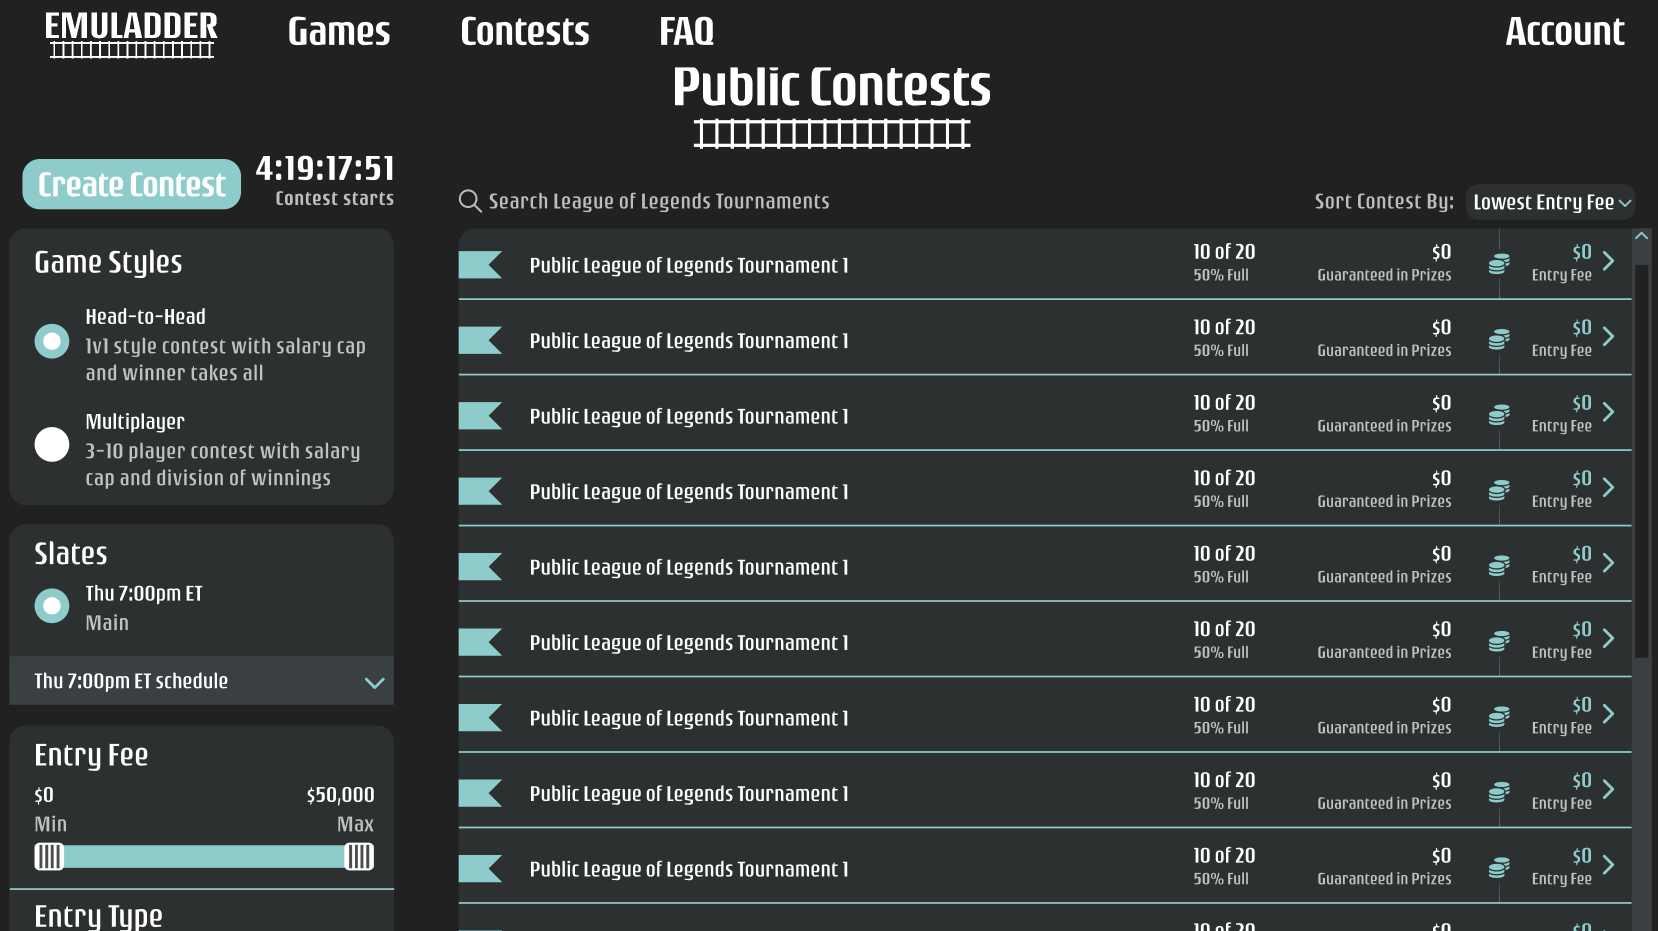 EMULADDER
Games
Contests
FAQ
Account
Public Contests
Create Contest
4:19:17:51
Contest starts
Search League of Legends Tournaments
Sort Contest By:
Lowest Entry Fee
Game Styles
Head-to-Head
1v1 style contest with salary cap
and winner takes all
Multiplayer
3-10 player contest with salary
cap and division of winnings
Slates
Thu 7:00pm ET
Main
Thu 7:00pm ET schedule
Entry Fee
$0
$50,000
Min
Max
Entry Type
Public League of Legends Tournament 1
10 of 20
50% Full
$0
Guaranteed in Prizes
$0
Entry Fee
Public League of Legends Tournament 1
10 of 20
50% Full
$0
Guaranteed in Prizes
$0
Entry Fee
Public League of Legends Tournament 1
10 of 20
50% Full
$0
Guaranteed in Prizes
$0
Entry Fee
Public League of Legends Tournament 1
10 of 20
50% Full
$0
Guaranteed in Prizes
$0
Entry Fee
Public League of Legends Tournament 1
10 of 20
50% Full
$0
Guaranteed in Prizes
$0
Entry Fee
Public League of Legends Tournament 1
10 of 20
50% Full
$0
Guaranteed in Prizes
$0
Entry Fee
Public League of Legends Tournament 1
10 of 20
50% Full
$0
Guaranteed in Prizes
$0
Entry Fee
Public League of Legends Tournament 1
10 of 20
50% Full
$0
Guaranteed in Prizes
$0
Entry Fee
Public League of Legends Tournament 1
10 of 20
50% Full
$0
Guaranteed in Prizes
$0
Entry Fee
10 of 20
$0
$0